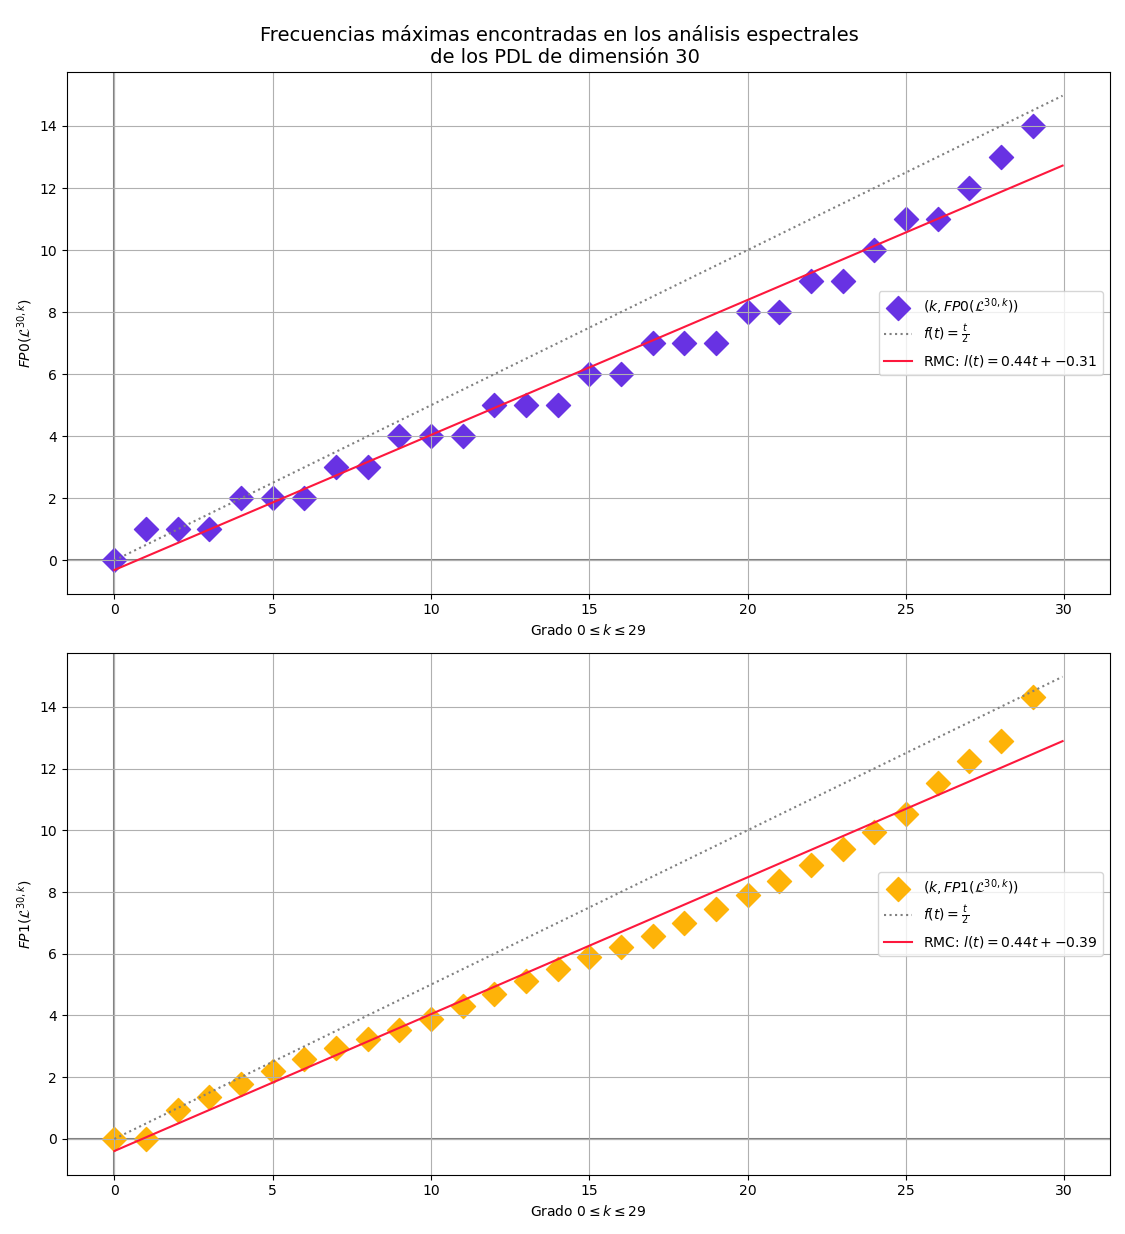 Frecuencias máximas encontradas en los análisis espectrales
de los PDL de dimensión 30
14
12
10
8
6
4
2
0
FP0(ℒ^{30,k})
(k, FP0(ℒ^{30,k}))
f(t) = t/2
RMC: l(t) = 0.44t + −0.31
0 5 10 15 20 25 30
Grado 0 ≤ k ≤ 29
14
12
10
8
6
4
2
0
FP1(ℒ^{30,k})
(k, FP1(ℒ^{30,k}))
f(t) = t/2
RMC: l(t) = 0.44t + −0.39
0 5 10 15 20 25 30
Grado 0 ≤ k ≤ 29